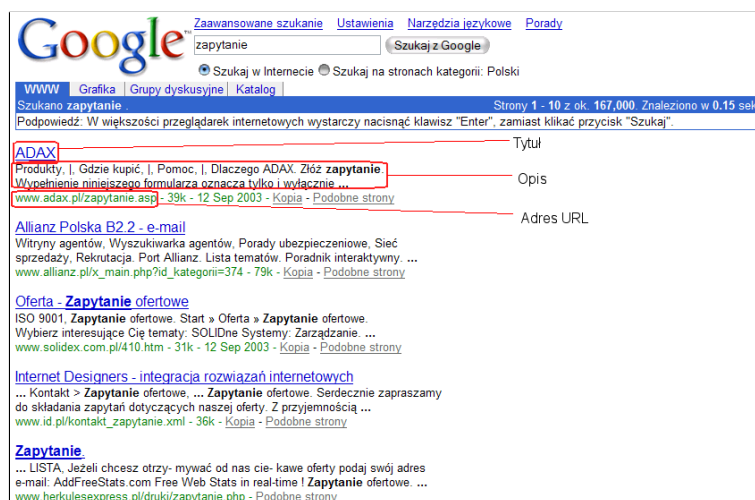 Google™
Zaawansowane szukanie Ustawienia Narzędzia językowe Porady
zapytanie Szukaj z Google
Szukaj w Internecie Szukaj na stronach kategorii: Polski
WWW Grafika Grupy dyskusyjne Katalog
Szukano zapytanie . Strony 1 - 10 z ok. 167,000. Znaleziono w 0.15 sek
Podpowiedź: W większości przeglądarek internetowych wystarczy nacisnąć klawisz "Enter", zamiast klikać przycisk "Szukaj".
Tytuł
ADAX
Produkty, |, Gdzie kupić, |, Pomoc, |, Dlaczego ADAX. Złóż zapytanie.
Wypełnienie niniejszego formularza oznacza tylko i wyłącznie ...
Opis
www.adax.pl/zapytanie.asp - 39k - 12 Sep 2003 - Kopia - Podobne strony
Adres URL
Allianz Polska B2.2 - e-mail
Witryny agentów, Wyszukiwarka agentów, Porady ubezpieczeniowe, Sieć
sprzedaży, Rekrutacja. Port Allianz. Lista tematów. Poradnik interaktywny. ...
www.allianz.pl/x_main.php?id_kategorii=374 - 79k - Kopia - Podobne strony
Oferta - Zapytanie ofertowe
ISO 9001, Zapytanie ofertowe. Start » Oferta » Zapytanie ofertowe.
Wybierz interesujące Cię tematy: SOLIDne Systemy: Zarządzanie. ...
www.solidex.com.pl/410.htm - 31k - 12 Sep 2003 - Kopia - Podobne strony
Internet Designers - integracja rozwiązań internetowych
... Kontakt > Zapytanie ofertowe, ... Zapytanie ofertowe. Serdecznie zapraszamy
do składania zapytań dotyczących naszej oferty. Z przyjemnością ...
www.id.pl/kontakt_zapytanie.xml - 36k - Kopia - Podobne strony
Zapytanie.
... LISTA, Jeżeli chcesz otrzy- mywać od nas cie- kawe oferty podaj swój adres
e-mail: AddFreeStats.com Free Web Stats in real-time ! Zapytanie ofertowe. ...
www.herkulesexpress.pl/druki/zapytanie.php - Podobne strony